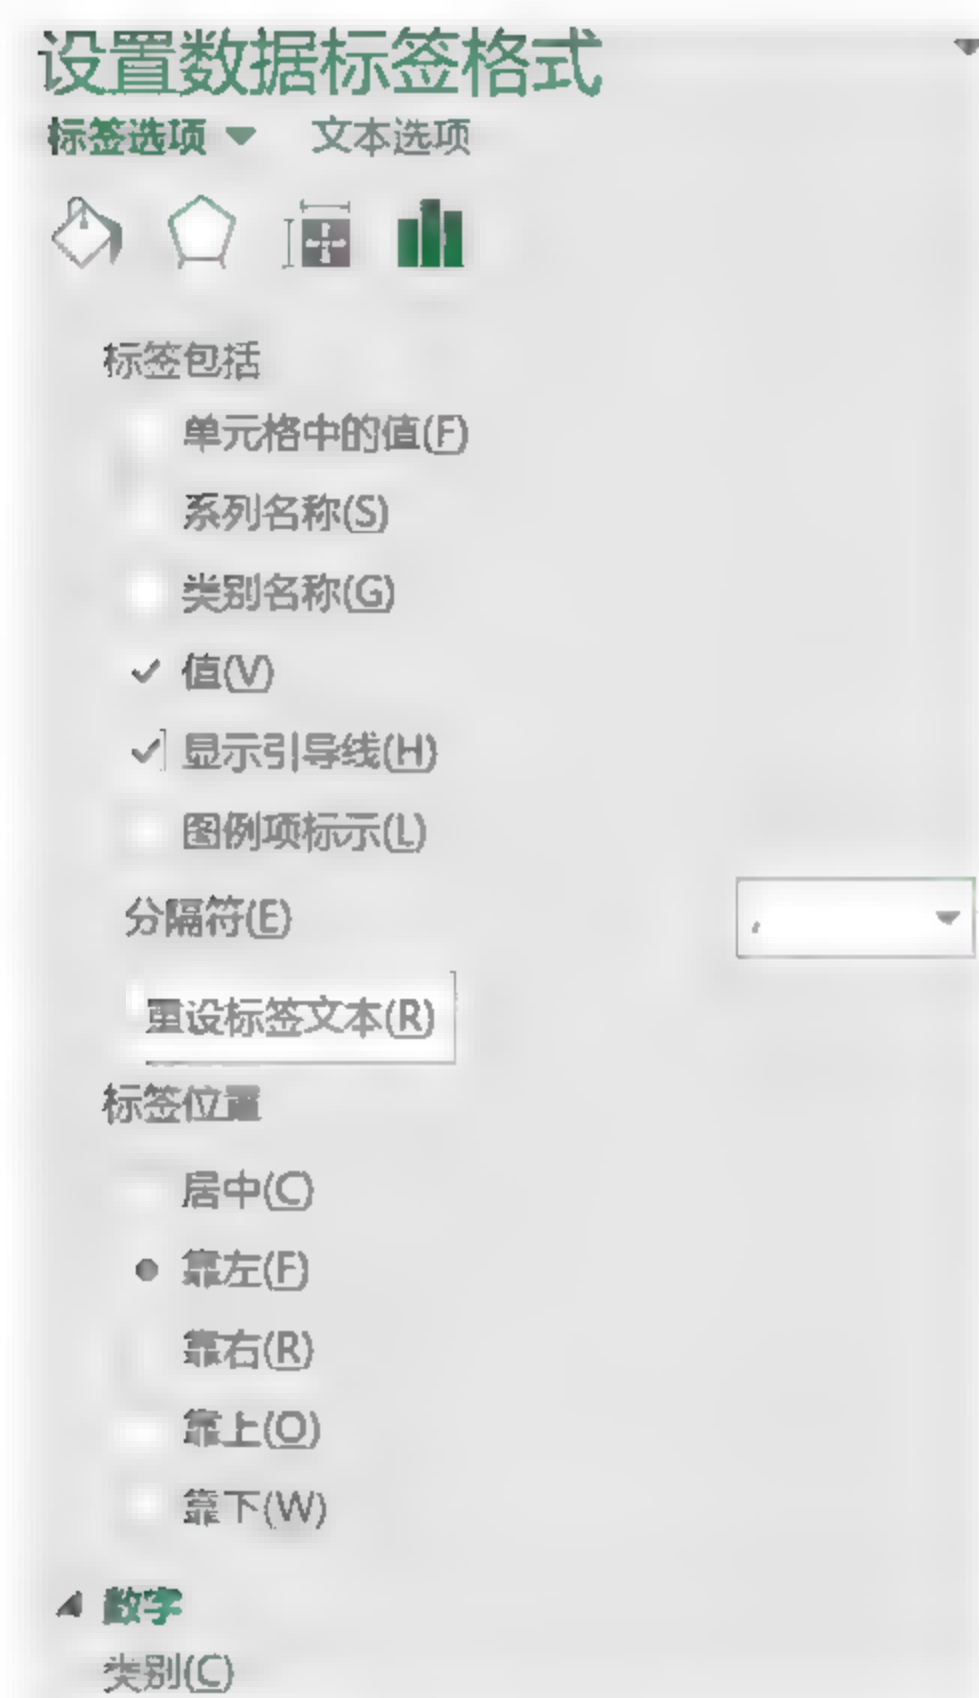 设置数据标签格式
标签选项 文本选项
标签包括
单元格中的值(F)
系列名称(S)
类别名称(G)
值(V)
显示引导线(H)
图例项标示(L)
分隔符(E) ,
重设标签文本(R)
标签位置
居中(C)
靠左(F)
靠右(R)
靠上(O)
靠下(W)
数字
类别(C)